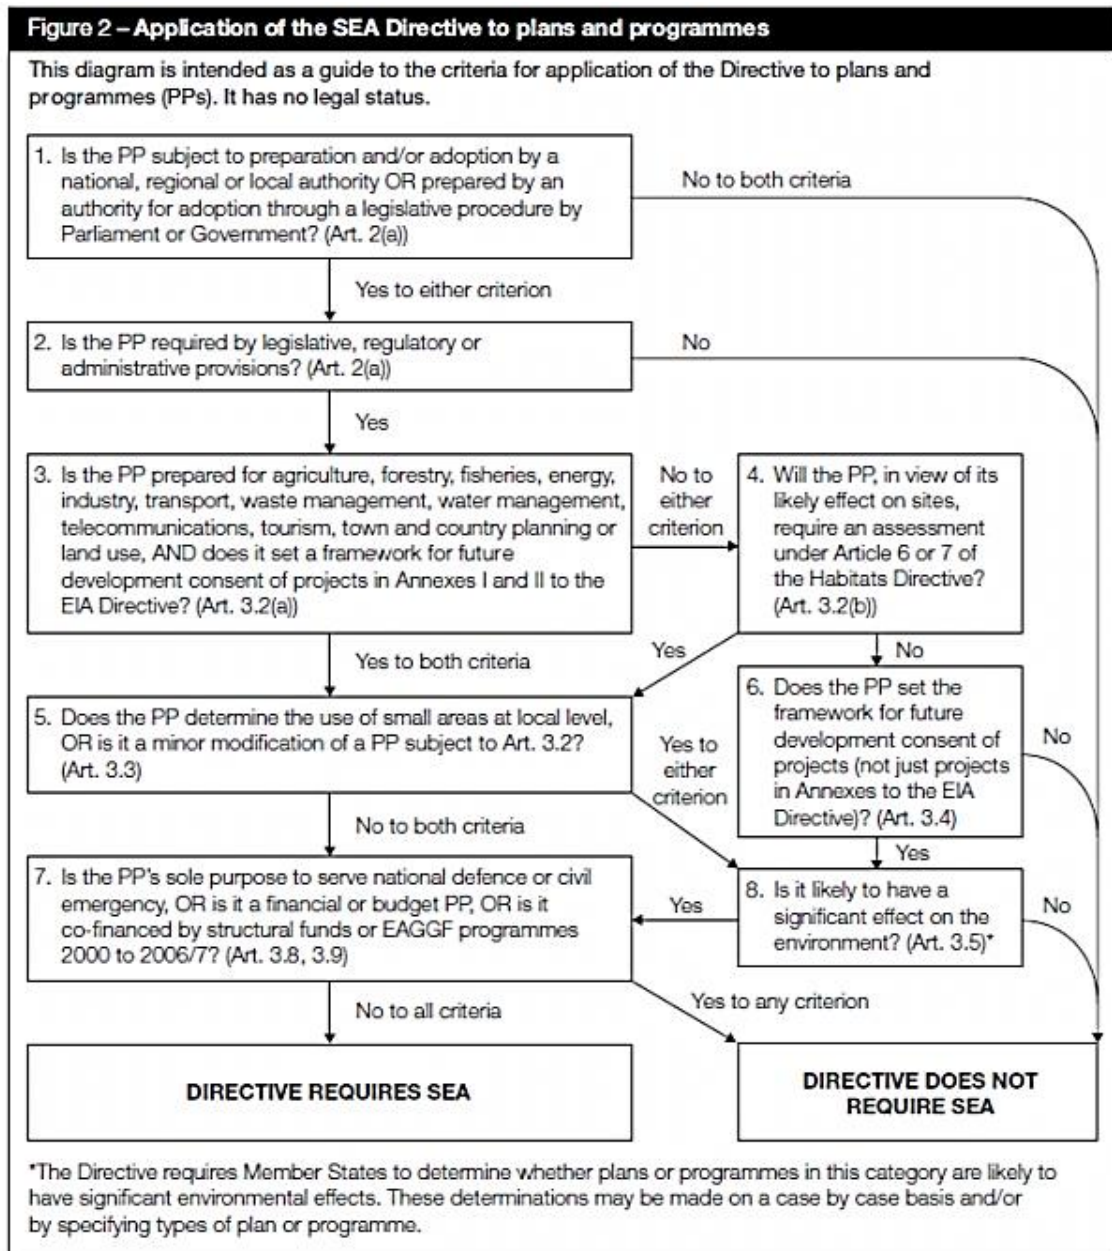 Figure 2 – Application of the SEA Directive to plans and programmes
This diagram is intended as a guide to the criteria for application of the Directive to plans and
programmes (PPs). It has no legal status.
1. Is the PP subject to preparation and/or adoption by a
national, regional or local authority OR prepared by an
authority for adoption through a legislative procedure by
Parliament or Government? (Art. 2(a))
No to both criteria
Yes to either criterion
2. Is the PP required by legislative, regulatory or
administrative provisions? (Art. 2(a))
No
Yes
3. Is the PP prepared for agriculture, forestry, fisheries, energy,
industry, transport, waste management, water management,
telecommunications, tourism, town and country planning or
land use, AND does it set a framework for future
development consent of projects in Annexes I and II to the
EIA Directive? (Art. 3.2(a))
No to
either
criterion
4. Will the PP, in view of its
likely effect on sites,
require an assessment
under Article 6 or 7 of
the Habitats Directive?
(Art. 3.2(b))
Yes to both criteria
Yes
No
5. Does the PP determine the use of small areas at local level,
OR is it a minor modification of a PP subject to Art. 3.2?
(Art. 3.3)
Yes to
either
criterion
6. Does the PP set the
framework for future
development consent of
projects (not just projects
in Annexes to the EIA
Directive)? (Art. 3.4)
No
No to both criteria
Yes
7. Is the PP's sole purpose to serve national defence or civil
emergency, OR is it a financial or budget PP, OR is it
co-financed by structural funds or EAGGF programmes
2000 to 2006/7? (Art. 3.8, 3.9)
Yes
8. Is it likely to have a
significant effect on the
environment? (Art. 3.5)*
No
No to all criteria
Yes to any criterion
DIRECTIVE REQUIRES SEA
DIRECTIVE DOES NOT
REQUIRE SEA
*The Directive requires Member States to determine whether plans or programmes in this category are likely to
have significant environmental effects. These determinations may be made on a case by case basis and/or
by specifying types of plan or programme.